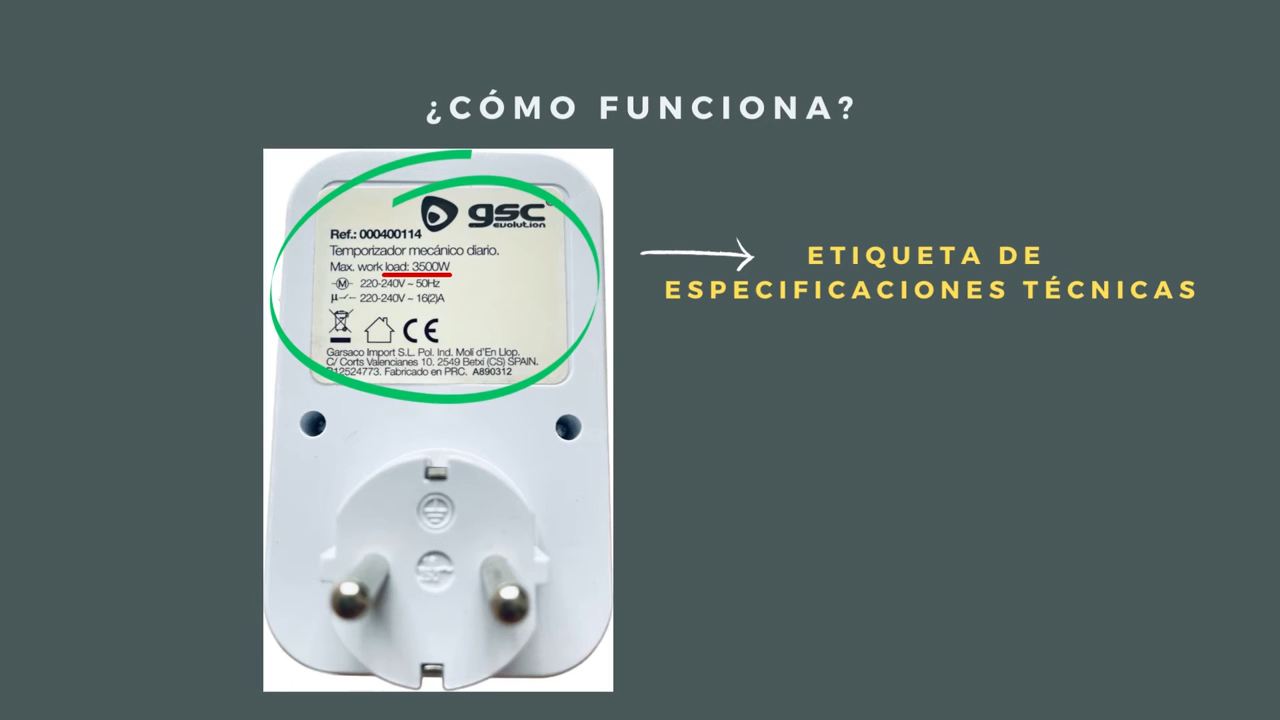 ¿CÓMO FUNCIONA?
gsc
evolution
Ref.: 000400114
Temporizador mecánico diario.
Max. work load: 3500W
M 220-240V ~ 50Hz
µ 220-240V ~ 16(2)A
CE
Garsaco Import S.L. Pol. Ind. Molí d'En Llop.
C/ Corts Valencianes 10. 2549 Betxí (CS) SPAIN.
B12524773. Fabricado en PRC. A890312
ETIQUETA DE
ESPECIFICACIONES TÉCNICAS